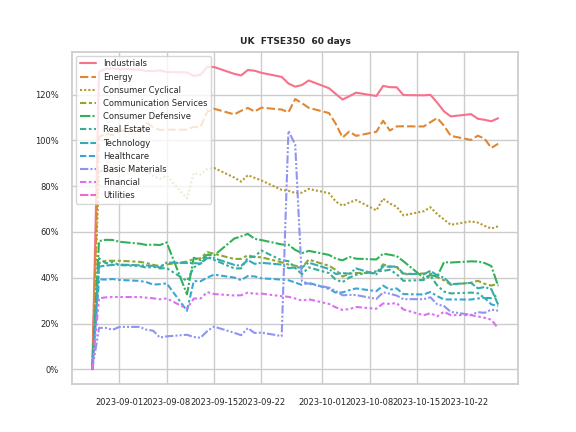 UK  FTSE350  60 days
Industrials
Energy
Consumer Cyclical
Communication Services
Consumer Defensive
Real Estate
Technology
Healthcare
Basic Materials
Financial
Utilities
120%
100%
80%
60%
40%
20%
0%
2023-09-01
2023-09-08
2023-09-15
2023-09-22
2023-10-01
2023-10-08
2023-10-15
2023-10-22